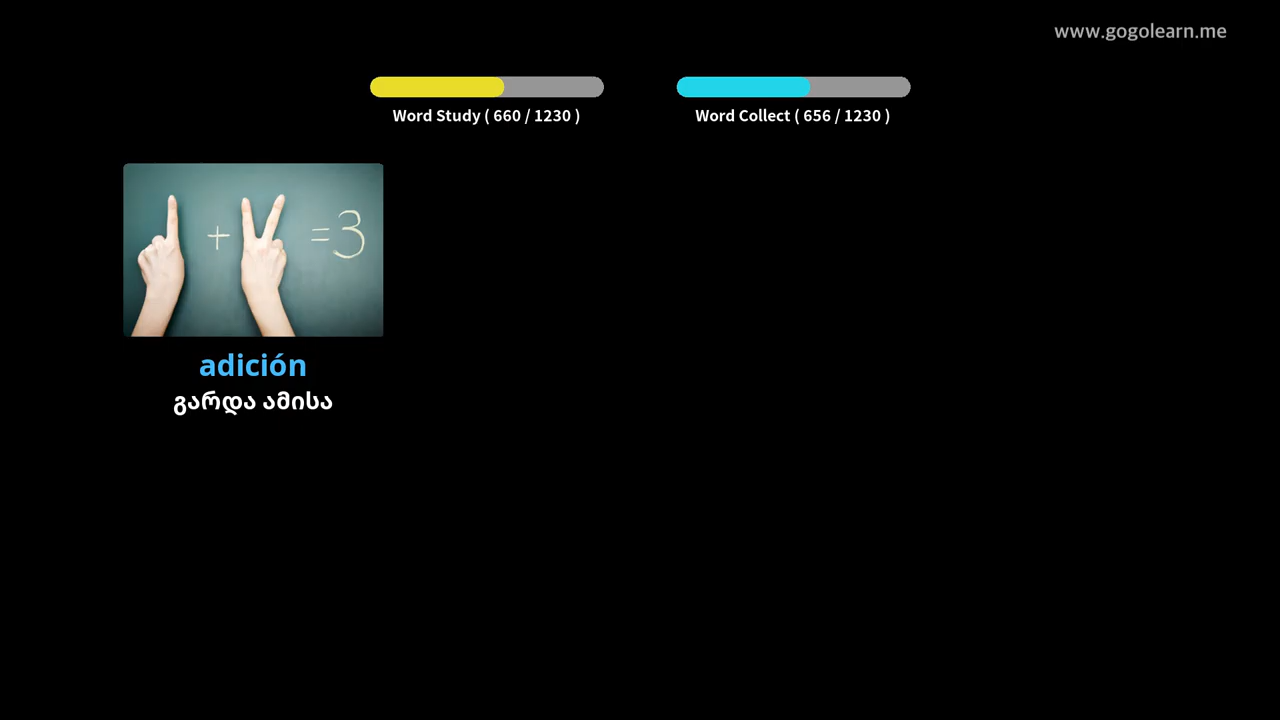 www.gogolearn.me
Word Study ( 660 / 1230 )
Word Collect ( 656 / 1230 )
+ =3
adición
გარდა ამისა